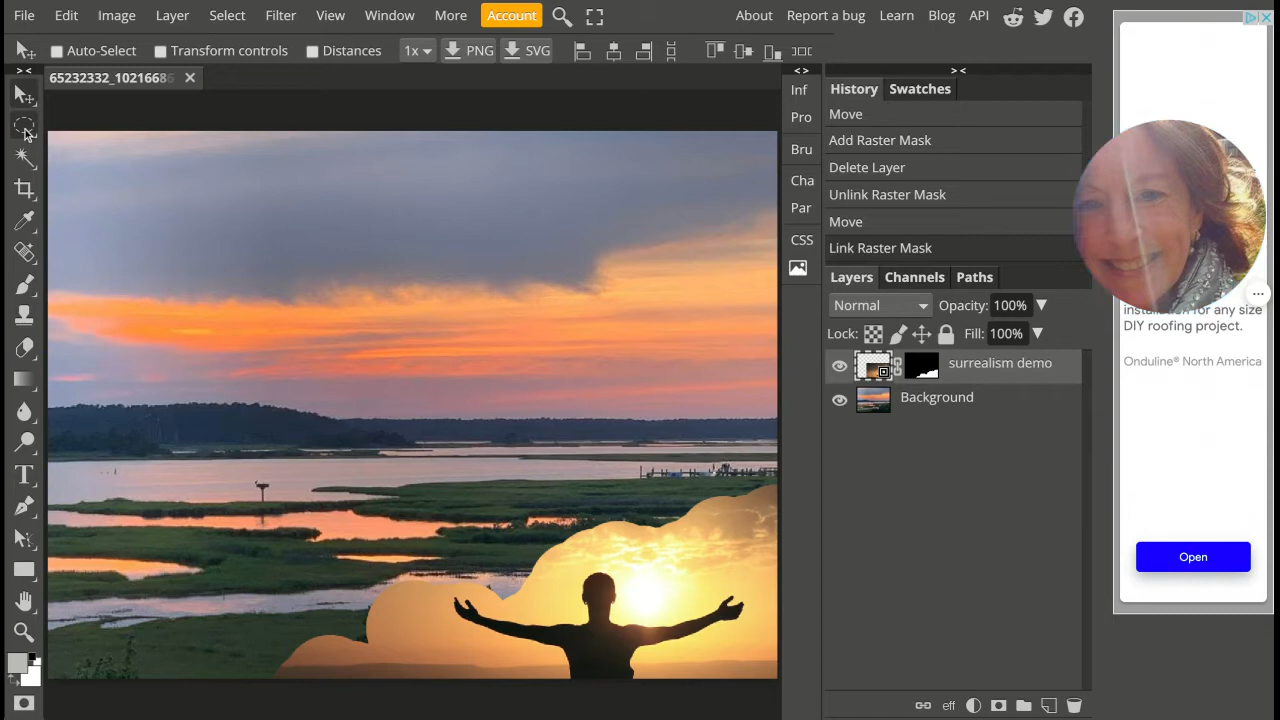 File Edit Image Layer Select Filter View Window More Account About Report a bug Learn Blog API
Auto-Select Transform controls Distances 1x PNG SVG
65232332_10216686
Inf
Pro
Bru
Cha
Par
CSS
History Swatches
Move
Add Raster Mask
Delete Layer
Unlink Raster Mask
Move
Link Raster Mask
Layers Channels Paths
Normal Opacity: 100%
Lock: Fill: 100%
surrealism demo
Background
eff
installation for any size
DIY roofing project.
Onduline® North America
Open